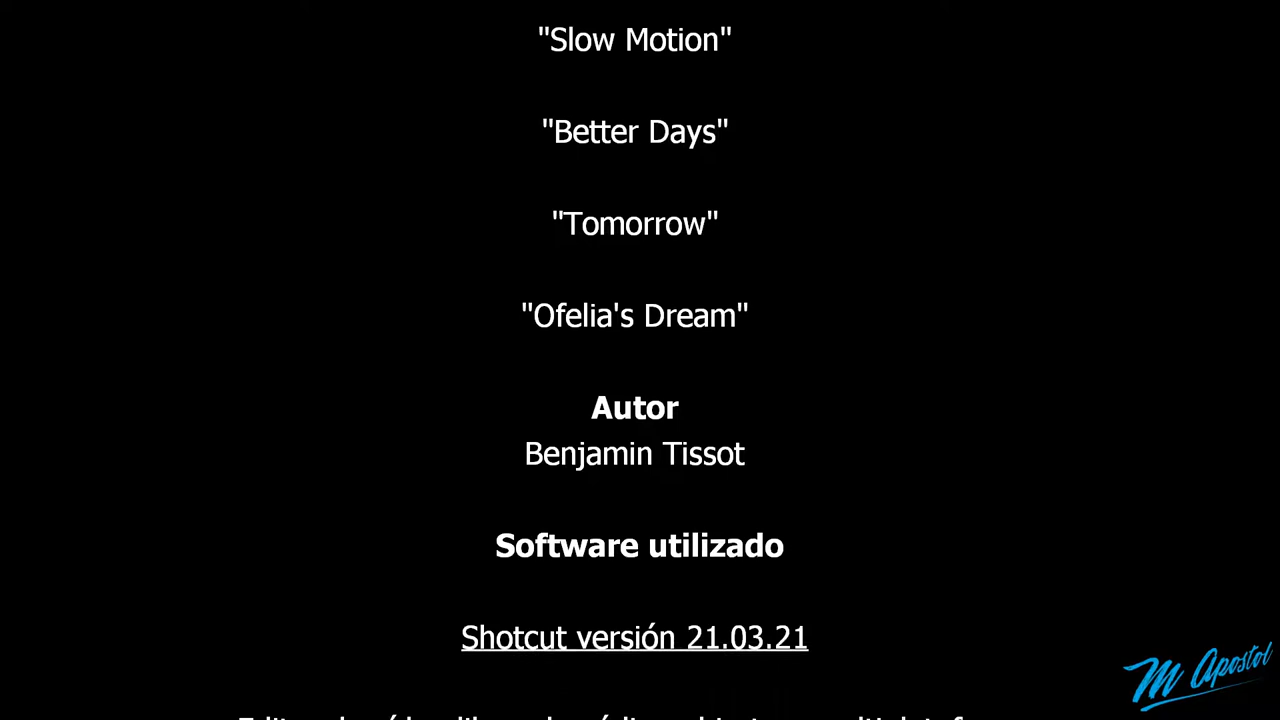 "Slow Motion"
"Better Days"
"Tomorrow"
"Ofelia's Dream"
Autor
Benjamin Tissot
Software utilizado
Shotcut versión 21.03.21
M Apostol